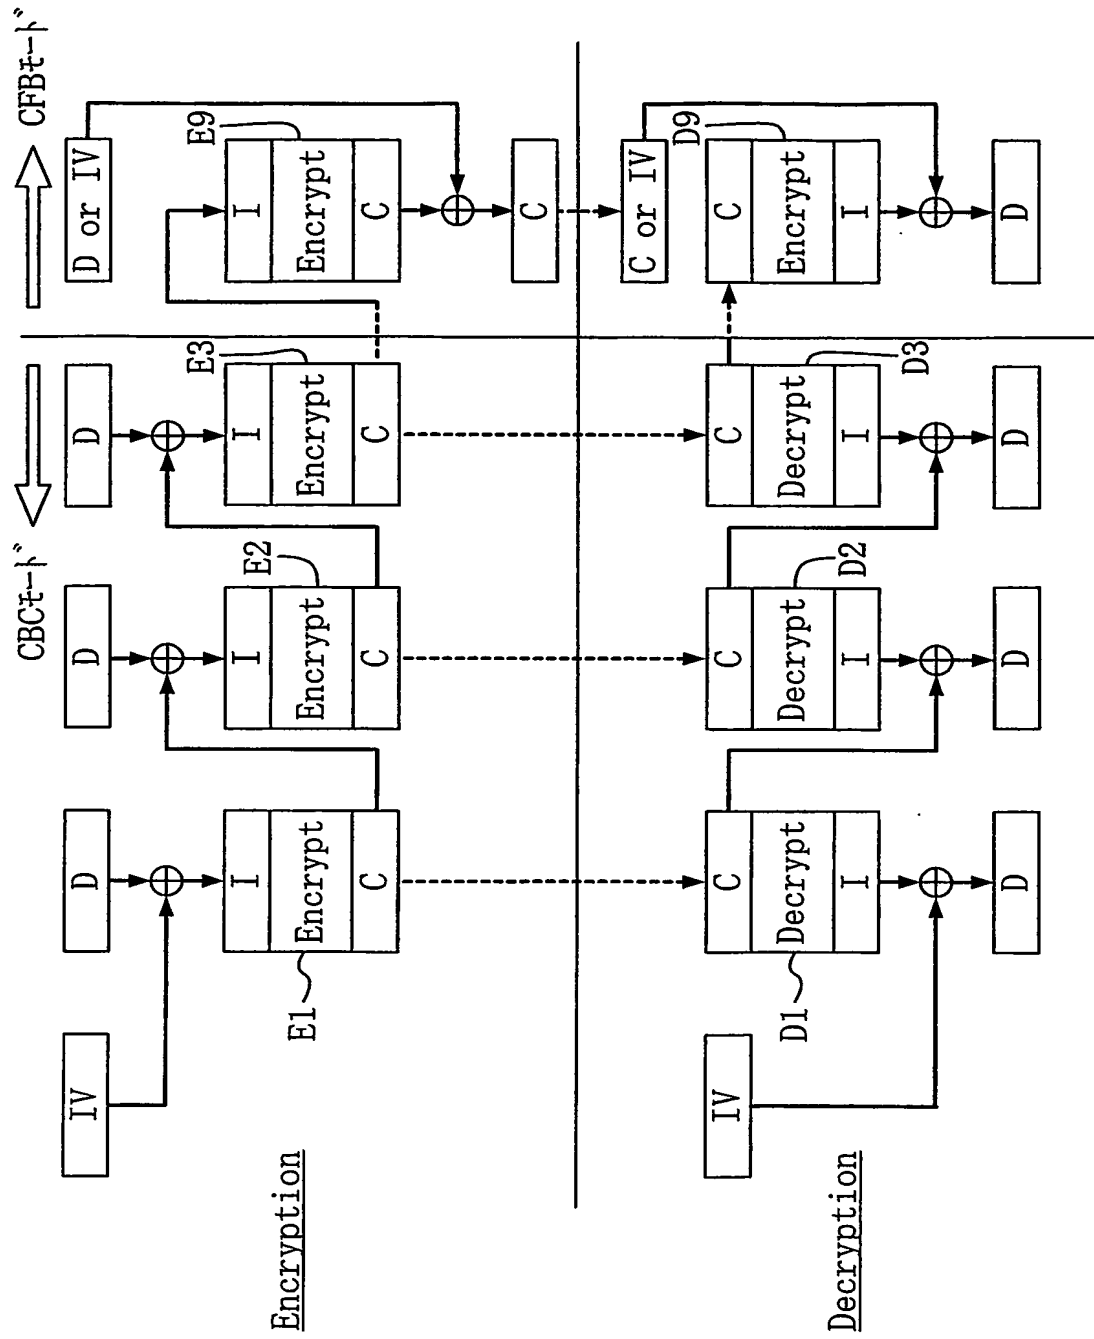 CBCモード
CFBモード
IV
D
D
D
D or IV
E3
E9
I
I
I
I
E2
Encryption
E1
Encrypt
Encrypt
Encrypt
Encrypt
C
C
C
C
C
C or IV
D9
IV
C
C
C
C
D1
Decrypt
Decrypt
Decrypt
Encrypt
Decryption
D2
I
I
I
I
D3
D
D
D
D